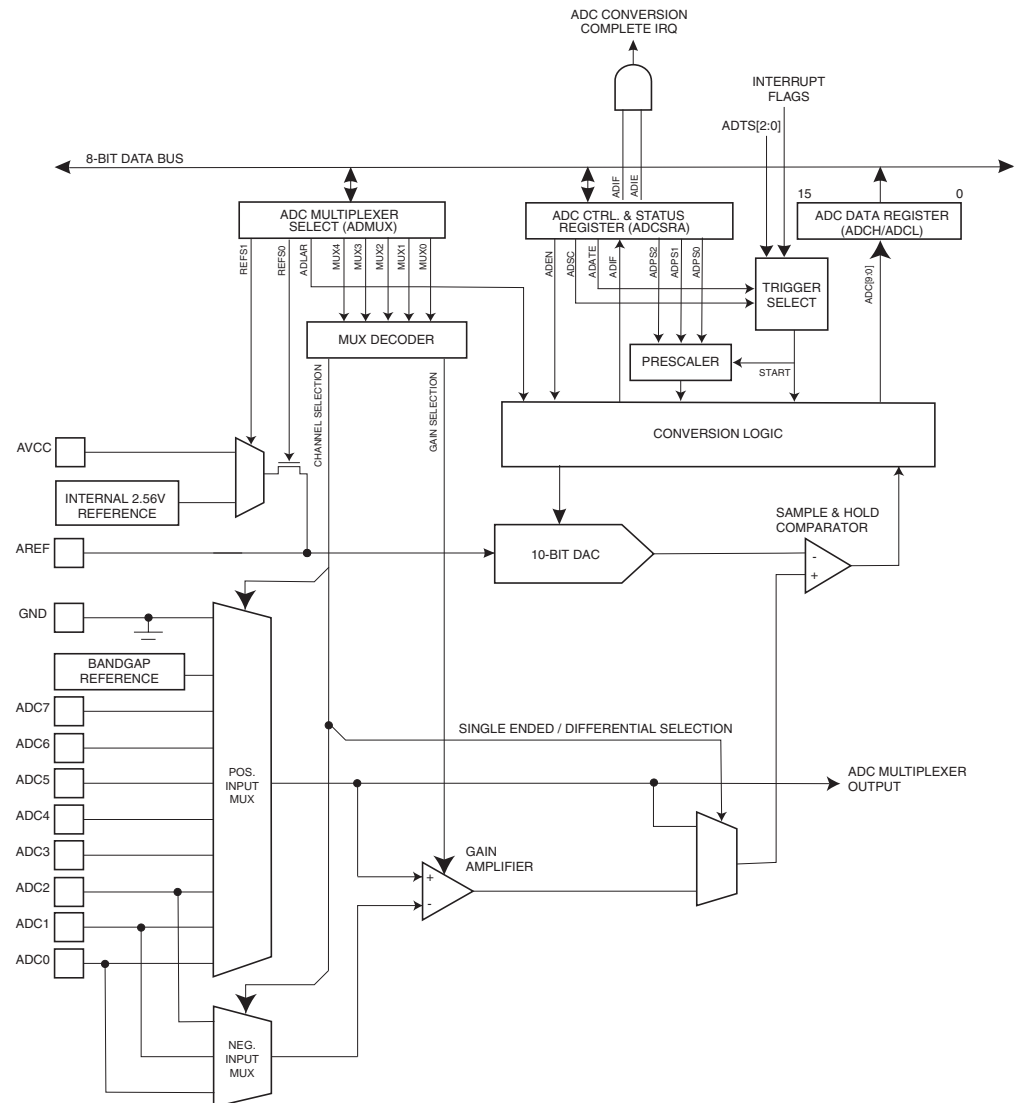 ADC CONVERSION
COMPLETE IRQ
INTERRUPT
FLAGS
ADTS[2:0]
8-BIT DATA BUS
ADIF
ADIE
15
0
ADC MULTIPLEXER
SELECT (ADMUX)
ADC CTRL. & STATUS
REGISTER (ADCSRA)
ADC DATA REGISTER
(ADCH/ADCL)
REFS1
REFS0
ADLAR
MUX4
MUX3
MUX2
MUX1
MUX0
ADEN
ADSC
ADATE
ADIF
ADPS2
ADPS1
ADPS0
ADC[9:0]
TRIGGER
SELECT
MUX DECODER
PRESCALER
START
CHANNEL SELECTION
GAIN SELECTION
CONVERSION LOGIC
AVCC
INTERNAL 2.56V
REFERENCE
SAMPLE & HOLD
COMPARATOR
AREF
10-BIT DAC
-
+
GND
BANDGAP
REFERENCE
ADC7
SINGLE ENDED / DIFFERENTIAL SELECTION
ADC6
ADC5
POS.
INPUT
MUX
ADC MULTIPLEXER
OUTPUT
ADC4
ADC3
GAIN
AMPLIFIER
+
-
ADC2
ADC1
ADC0
NEG.
INPUT
MUX